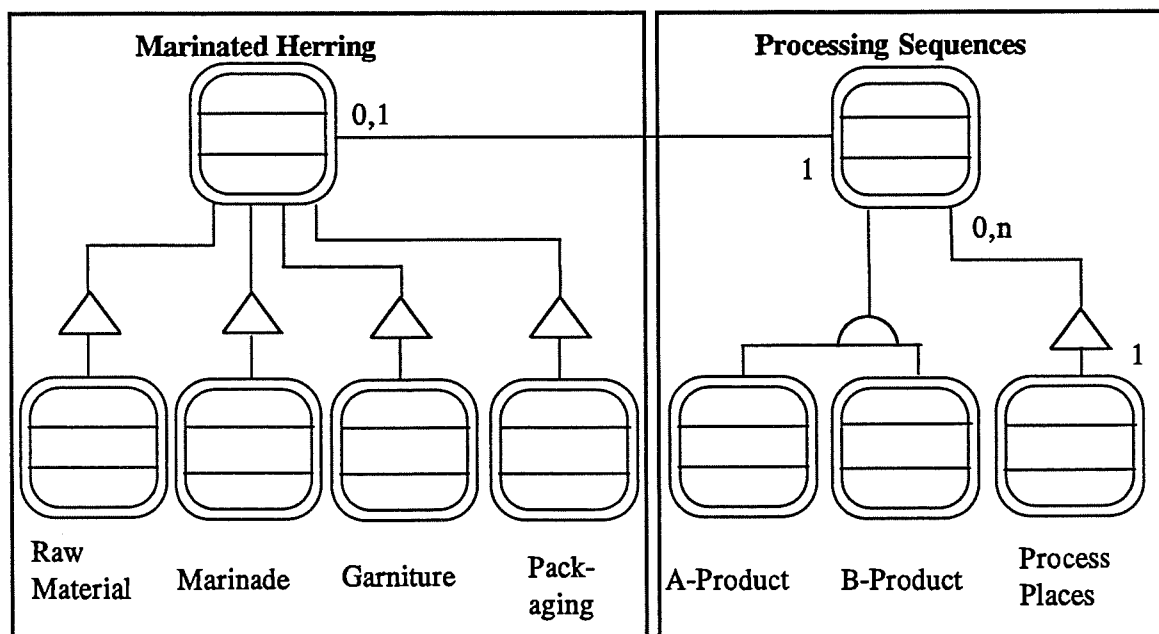 Marinated Herring
0,1
Raw
Material
Marinade
Garniture
Pack-
aging
Processing Sequences
1
0,n
1
A-Product
B-Product
Process
Places